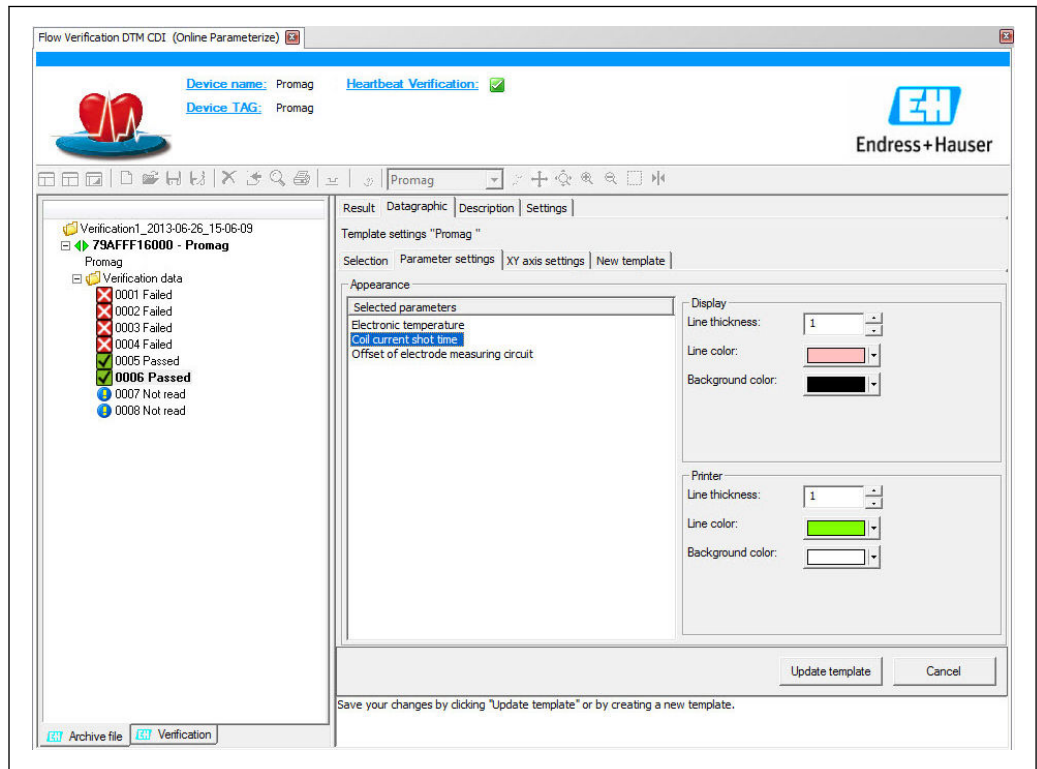 Flow Verification DTM CDI (Online Parameterize)
Device name: Promag Heartbeat Verification:
Device TAG: Promag
Endress+Hauser
Promag
Verification1_2013-06-26_15-06-09
79AFFF16000 - Promag
Promag
Verification data
0001 Failed
0002 Failed
0003 Failed
0004 Failed
0005 Passed
0006 Passed
0007 Not read
0008 Not read
Archive file Verification
Result Datagraphic Description Settings
Template settings "Promag "
Selection Parameter settings XY axis settings New template
Appearance
Selected parameters
Electronic temperature
Coil current shot time
Offset of electrode measuring circuit
Display
Line thickness: 1
Line color:
Background color:
Printer
Line thickness: 1
Line color:
Background color:
Update template Cancel
Save your changes by clicking "Update template" or by creating a new template.